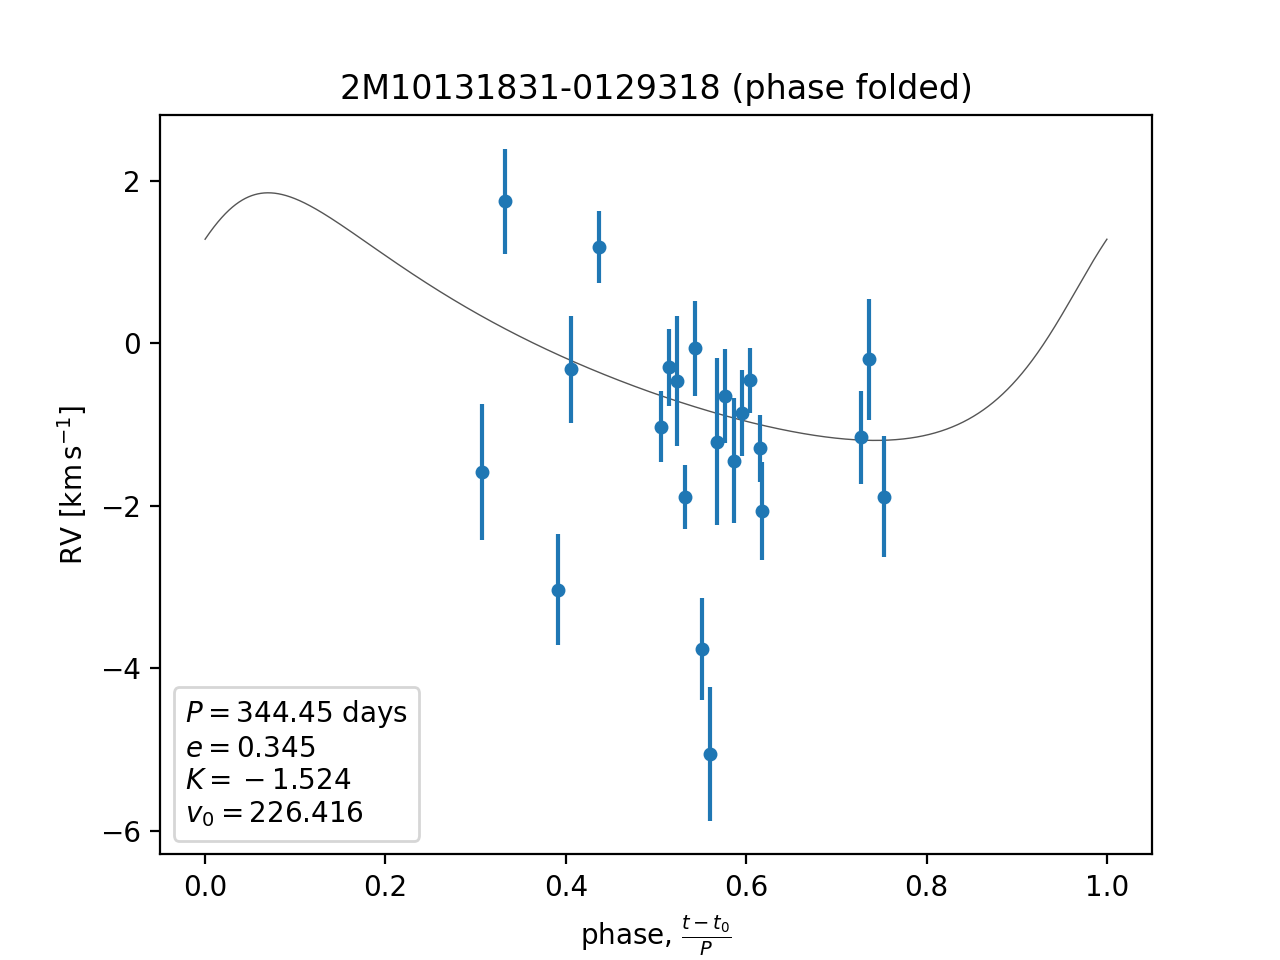 2M10131831-0129318 (phase folded)
RV [km s⁻¹]
2
0
−2
−4
−6
P = 344.45 days
e = 0.345
K = −1.524
v₀ = 226.416
0.0 0.2 0.4 0.6 0.8 1.0
phase, (t − t₀)/P